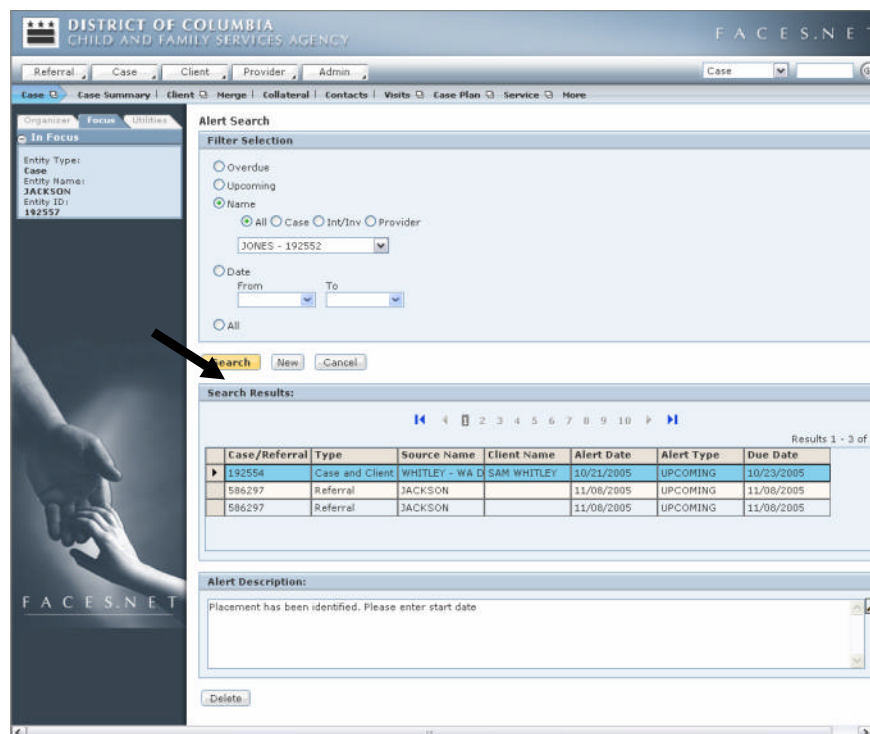 DISTRICT OF COLUMBIA
CHILD AND FAMILY SERVICES AGENCY
F A C E S . N E T
Referral Case Client Provider Admin Case
Case Case Summary | Client Merge | Collateral | Contacts | Visits Case Plan Service More
Organizer Focus Utilities
In Focus
Entity Type:
Case
Entity Name:
JACKSON
Entity ID:
192557
Alert Search
Filter Selection
Overdue
Upcoming
Name
All Case Int/Inv Provider
JONES - 192552
Date
From To
All
Search New Cancel
Search Results:
1 2 3 4 5 6 7 8 9 10
Results 1 - 3 of
Case/Referral Type Source Name Client Name Alert Date Alert Type Due Date
192554 Case and Client WHITLEY - WA D SAM WHITLEY 10/21/2005 UPCOMING 10/23/2005
586297 Referral JACKSON 11/08/2005 UPCOMING 11/08/2005
586297 Referral JACKSON 11/08/2005 UPCOMING 11/08/2005
Alert Description:
Placement has been identified. Please enter start date
F A C E S . N E T
Delete